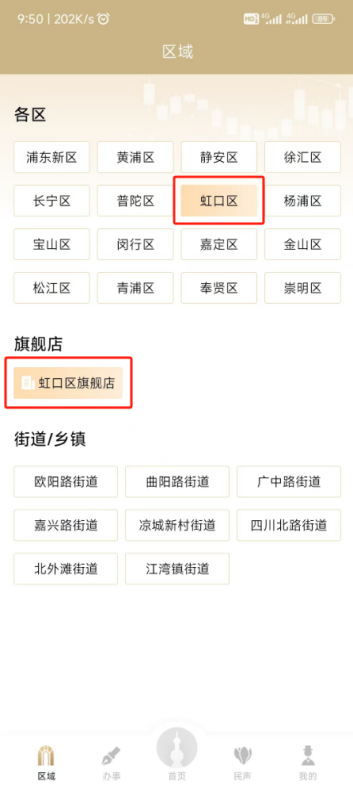 9:50 | 202K/s
HD 4G 4G
区域
各区
浦东新区 黄浦区 静安区 徐汇区
长宁区 普陀区 虹口区 杨浦区
宝山区 闵行区 嘉定区 金山区
松江区 青浦区 奉贤区 崇明区
旗舰店
虹口区旗舰店
街道/乡镇
欧阳路街道 曲阳路街道 广中路街道
嘉兴路街道 凉城新村街道 四川北路街道
北外滩街道 江湾镇街道
区域 办事 首页 民声 我的